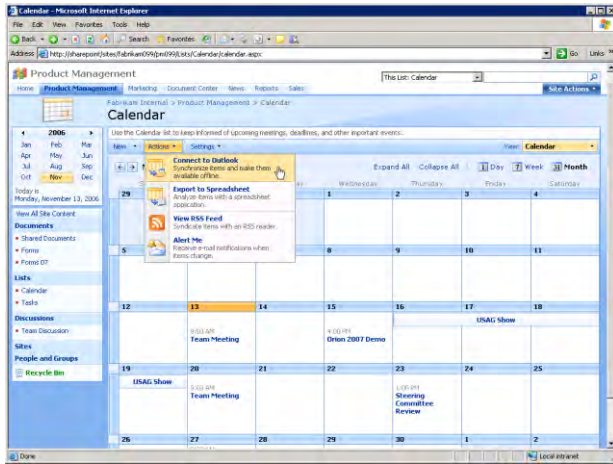 Calendar - Microsoft Internet Explorer
File Edit View Favorites Tools Help
Back Search Favorites
Address http://sharepoint/sites/fabrikam099/pm099/Lists/Calendar/calendar.aspx Go Links
Product Management This List: Calendar
Home Product Management Marketing Document Center News Reports Sales Site Actions
Fabrikam Internal > Product Management > Calendar
Calendar
Use the Calendar list to keep informed of upcoming meetings, deadlines, and other important events.
2006
Jan Feb Mar
Apr May Jun
Jul Aug Sep
Oct Nov Dec
Today is
Monday, November 13, 2006
View All Site Content
Documents
Shared Documents
Forms
Forms 07
Lists
Calendar
Tasks
Discussions
Team Discussion
Sites
People and Groups
Recycle Bin
New Actions Settings View: Calendar
Connect to Outlook
Synchronize items and make them
available offline.
Export to Spreadsheet
Analyze items with a spreadsheet
application.
View RSS Feed
Syndicate items with an RSS reader.
Alert Me
Receive e-mail notifications when
items change.
Expand All Collapse All 1 Day 7 Week 31 Month
Wednesday Thursday Friday Saturday
29 1 2 3 4
5 8 9 10 11
12 13 14 15 16 17 18
USAG Show
9:00 AM
Team Meeting
4:00 PM
Orion 2007 Demo
19 20 21 22 23 24 25
USAG Show
9:00 AM
Team Meeting
1:00 PM
Steering
Committee
Review
26 27 28 29 30 1 2
Done Local intranet